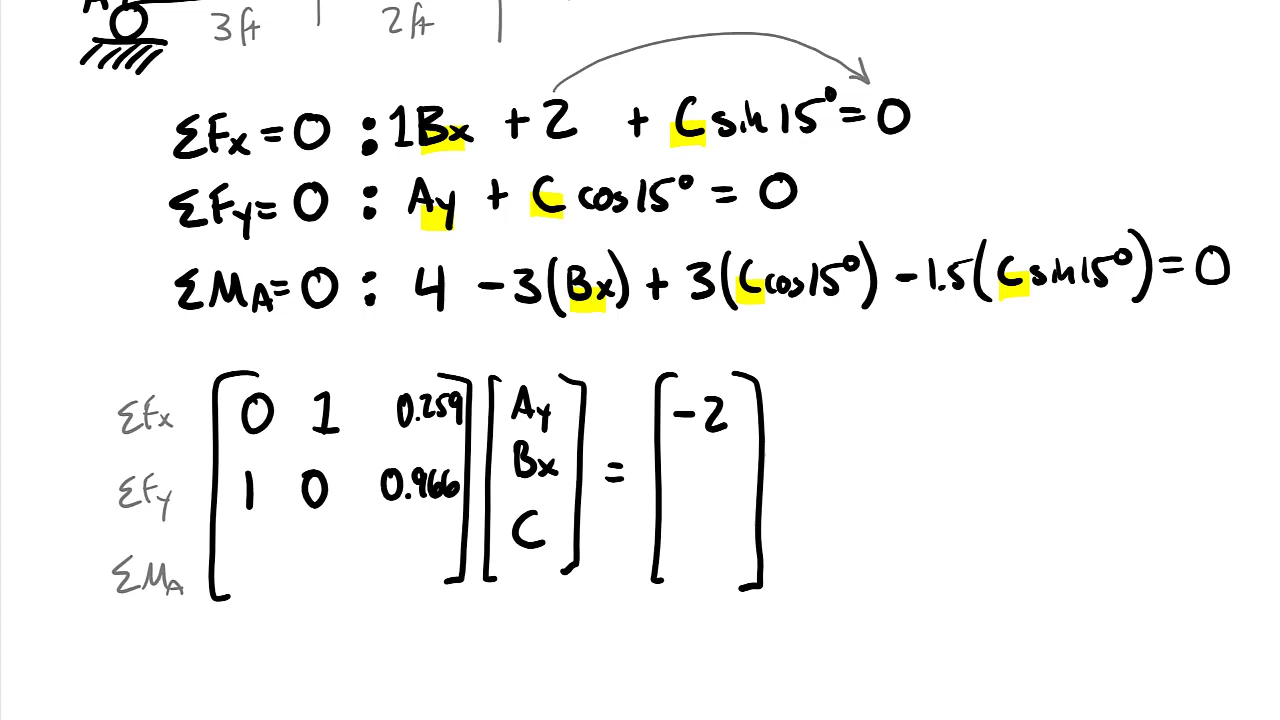 A
3ft 2ft
ΣFx = 0 : 1Bx + 2 + C sin 15° = 0
ΣFy = 0 : Ay + C cos 15° = 0
ΣMA = 0 : 4 - 3(Bx) + 3(C cos 15°) - 1.5(C sin 15°) = 0
ΣFx [ 0 1 0.259 ] [ Ay ] [ -2 ]
ΣFy [ 1 0 0.966 ] [ Bx ] = [ ]
ΣMA [ ] [ C ] [ ]